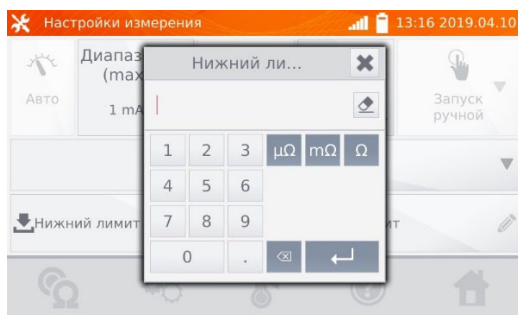 Настройки измерения 13:16 2019.04.10
Диапаз
(max
Авто
1 mA
Запуск
ручной
Нижний лимит
ит
Нижний ли...
1 2 3 µΩ mΩ Ω
4 5 6
7 8 9
0 .